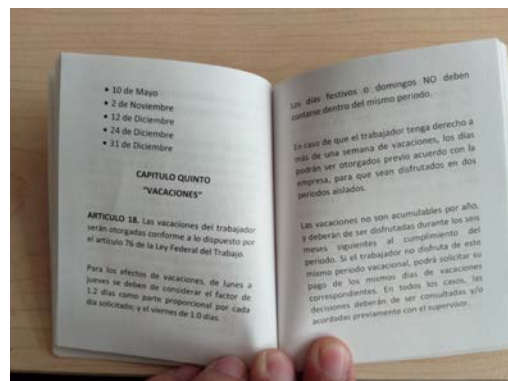 • 10 de Mayo
• 2 de Noviembre
• 12 de Diciembre
• 24 de Diciembre
• 31 de Diciembre
CAPITULO QUINTO
"VACACIONES"
ARTICULO 18. Las vacaciones del trabajador
serán otorgadas conforme a lo dispuesto por
el artículo 76 de la Ley Federal del Trabajo.
Para los efectos de vacaciones, de lunes a
jueves se deben de considerar el factor de
1.2 días como parte proporcional por cada
día solicitado; y el viernes de 1.0 días.
Los días festivos o domingos NO deben
contarse dentro del mismo periodo.
En caso de que el trabajador tenga derecho a
más de una semana de vacaciones, los días
podrán ser otorgados previo acuerdo con la
empresa, para que sean disfrutados en dos
periodos aislados.
Las vacaciones no son acumulables por año,
y deberán de ser disfrutadas durante los seis
meses siguientes al cumplimiento del
periodo. Si el trabajador no disfruta de este
mismo periodo vacacional, podrá solicitar su
pago de los mismos días de vacaciones
correspondientes. En todos los casos, las
decisiones deberán de ser consultadas y/o
acordadas previamente con el supervisor.